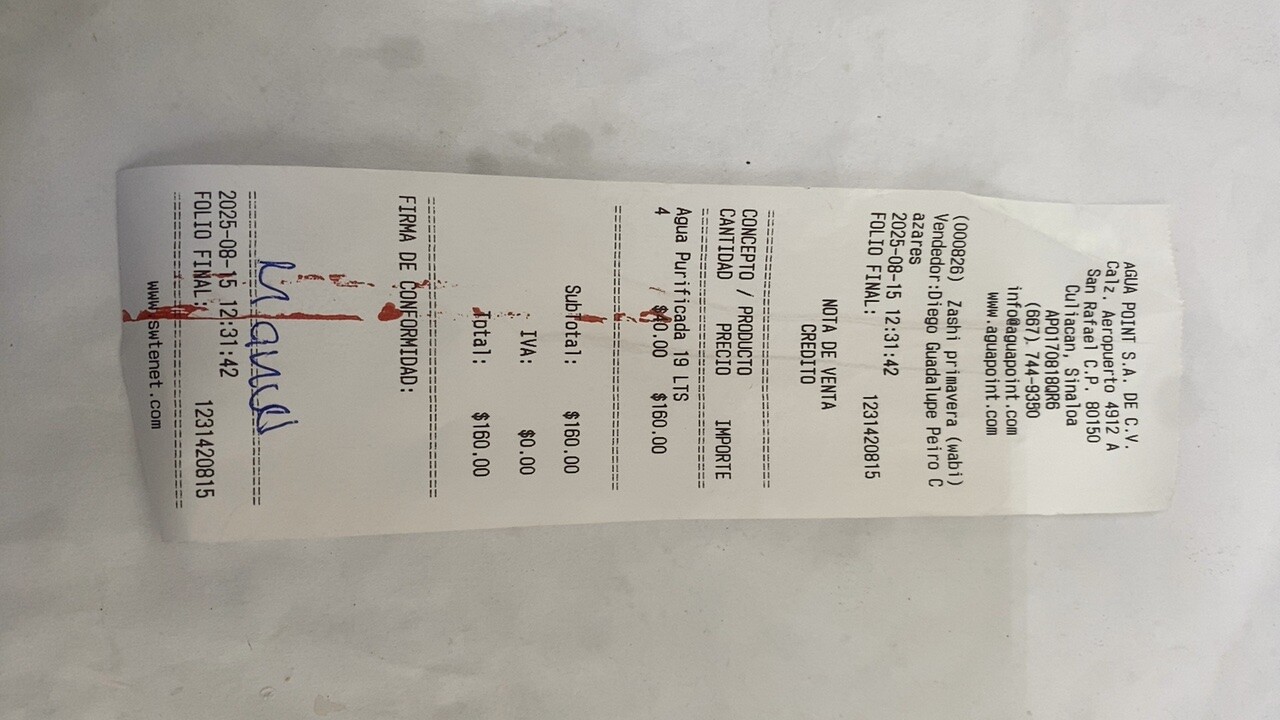 AGUA POINT S.A. DE C.V.
Calz. Aeropuerto 4912 A
San Rafael C.P. 80150
Culiacan, Sinaloa
APO170818QR6
(667) 744-9380
info@aguapoint.com
www.aguapoint.com
(000826) Zashi primavera (wabi)
Vendedor:Diego Guadalupe Peiro C
azares
2025-08-15 12:31:42
FOLIO FINAL: 1231420815
NOTA DE VENTA
CREDITO
================================
CONCEPTO / PRODUCTO
CANTIDAD PRECIO IMPORTE
================================
Agua Purificada 19 LTS
4 $40.00 $160.00
================================
SubTotal: $160.00
IVA: $0.00
Total: $160.00
================================
FIRMA DE CONFORMIDAD:
Manuel
================================
2025-08-15 12:31:42
FOLIO FINAL: 1231420815
================================
www.swtenet.com